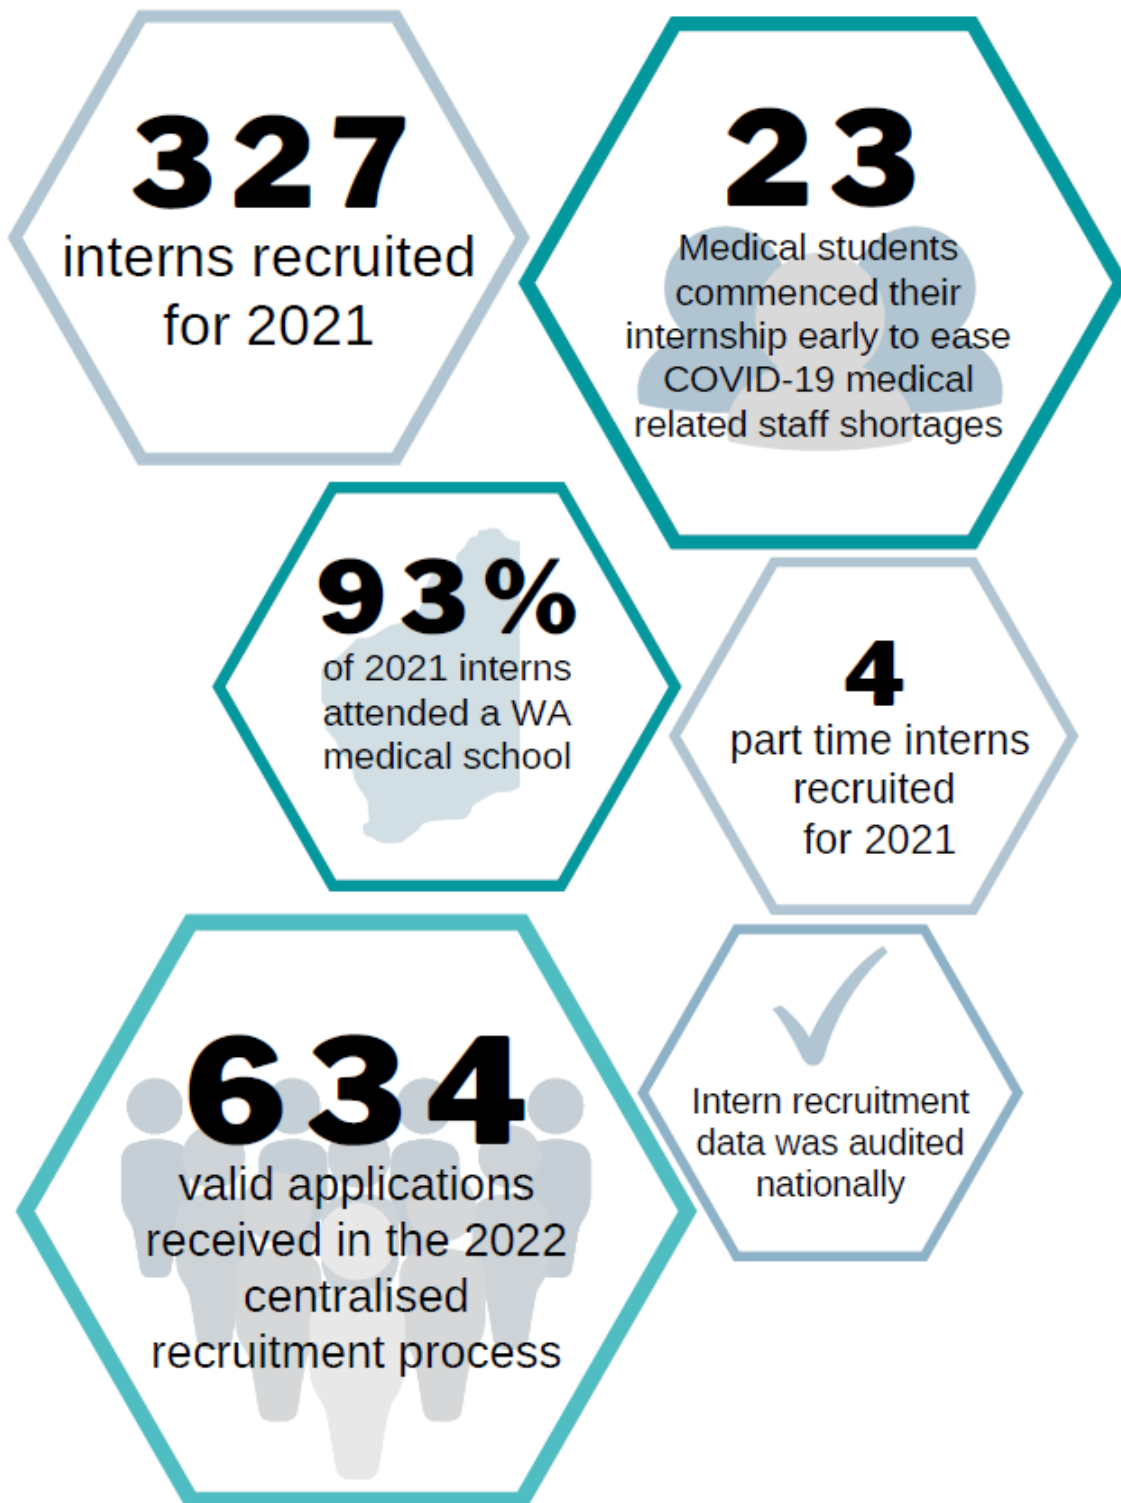 327
interns recruited
for 2021
23
Medical students
commenced their
internship early to ease
COVID-19 medical
related staff shortages
93%
of 2021 interns
attended a WA
medical school
4
part time interns
recruited
for 2021
634
valid applications
received in the 2022
centralised
recruitment process
Intern recruitment
data was audited
nationally